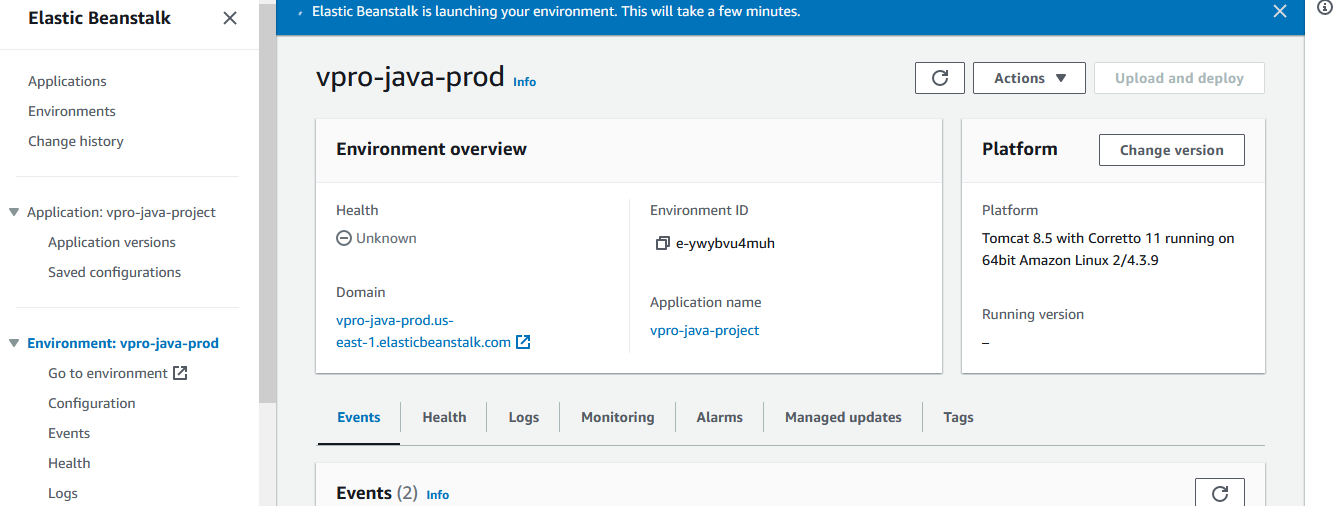 Elastic Beanstalk
Applications
Environments
Change history
Application: vpro-java-project
Application versions
Saved configurations
Environment: vpro-java-prod
Go to environment
Configuration
Events
Health
Logs
Elastic Beanstalk is launching your environment. This will take a few minutes.
vpro-java-prod Info
Actions
Upload and deploy
Environment overview
Health
Unknown
Domain
vpro-java-prod.us-
east-1.elasticbeanstalk.com
Environment ID
e-ywybvu4muh
Application name
vpro-java-project
Platform
Change version
Platform
Tomcat 8.5 with Corretto 11 running on
64bit Amazon Linux 2/4.3.9
Running version
–
Events Health Logs Monitoring Alarms Managed updates Tags
Events (2) Info